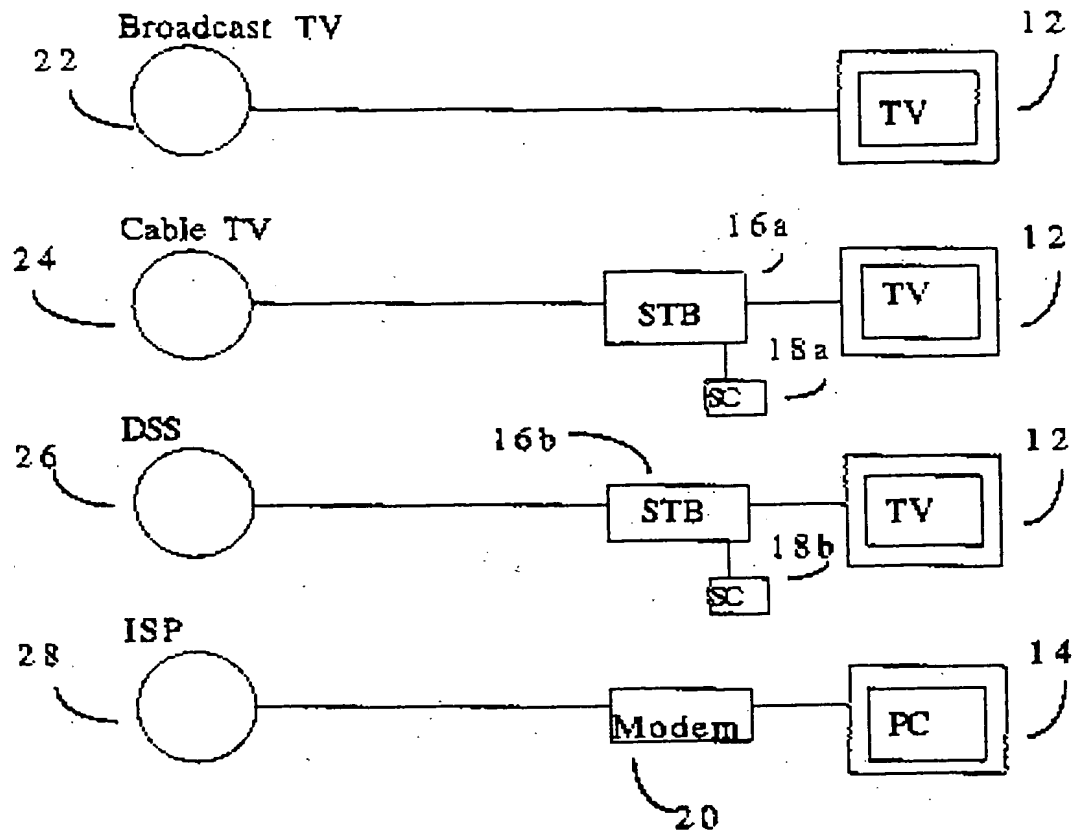 Broadcast TV
22
12
TV
Cable TV
24
16a
12
STB
TV
18a
SC
DSS
26
16b
12
STB
TV
18b
SC
ISP
28
14
Modem
PC
20